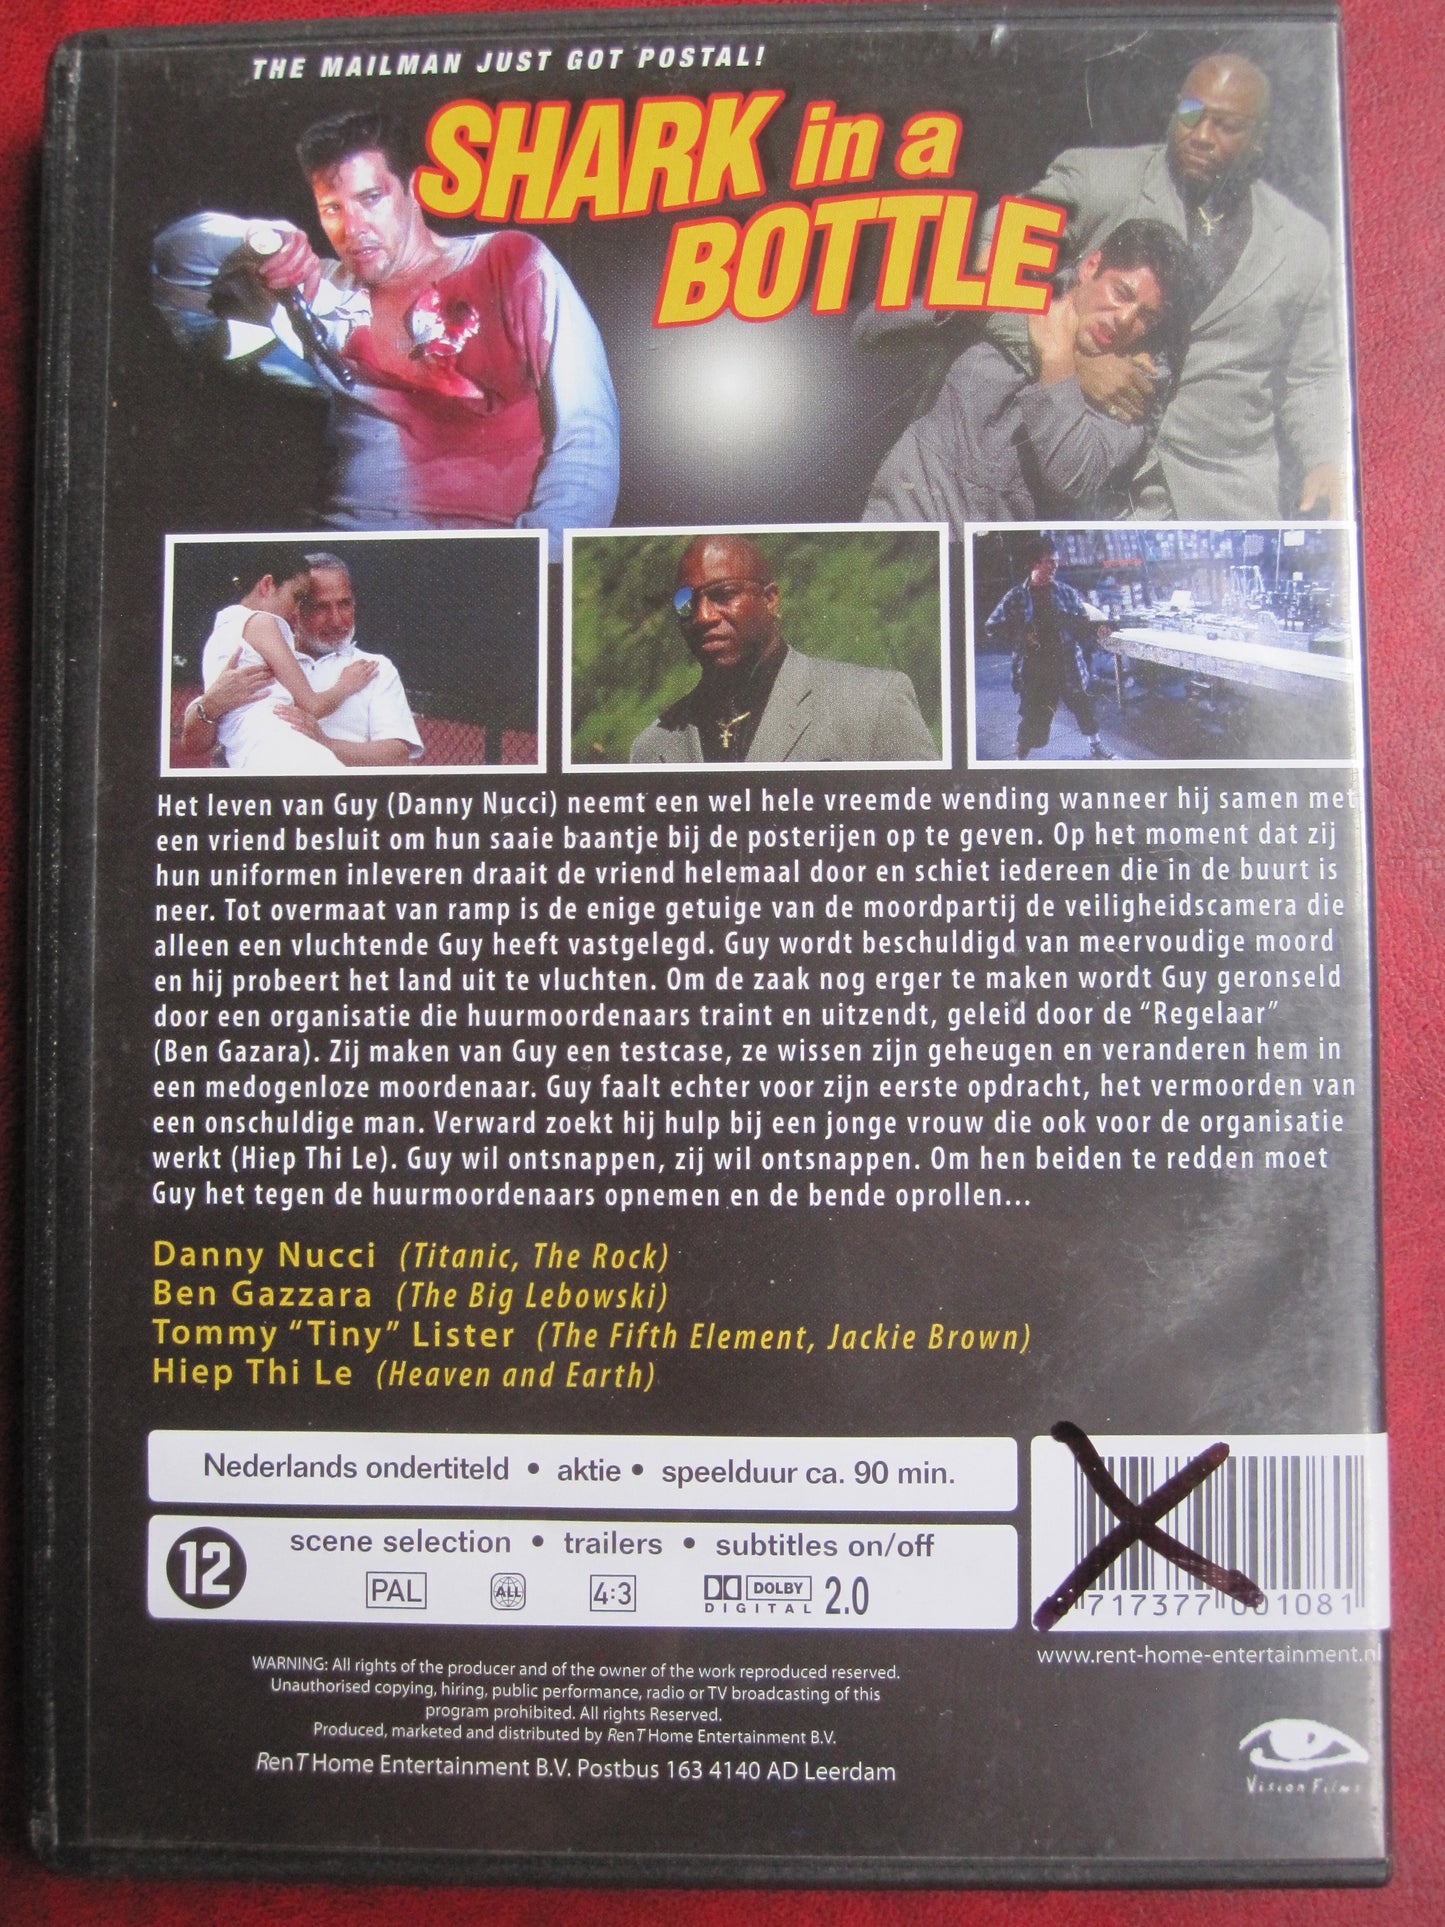 THE MAILMAN JUST GOT POSTAL!
SHARK in a
BOTTLE
Het leven van Guy (Danny Nucci) neemt een wel hele vreemde wending wanneer hij samen met
een vriend besluit om hun saaie baantje bij de posterijen op te geven. Op het moment dat zij
hun uniformen inleveren draait de vriend helemaal door en schiet iedereen die in de buurt is
neer. Tot overmaat van ramp is de enige getuige van de moordpartij de veiligheidscamera die
alleen een vluchtende Guy heeft vastgelegd. Guy wordt beschuldigd van meervoudige moord
en hij probeert het land uit te vluchten. Om de zaak nog erger te maken wordt Guy geronseld
door een organisatie die huurmoordenaars traint en uitzendt, geleid door de “Regelaar”
(Ben Gazara). Zij maken van Guy een testcase, ze wissen zijn geheugen en veranderen hem in
een medogenloze moordenaar. Guy faalt echter voor zijn eerste opdracht, het vermoorden van
een onschuldige man. Verward zoekt hij hulp bij een jonge vrouw die ook voor de organisatie
werkt (Hiep Thi Le). Guy wil ontsnappen, zij wil ontsnappen. Om hen beiden te redden moet
Guy het tegen de huurmoordenaars opnemen en de bende oprollen...
Danny Nucci (Titanic, The Rock)
Ben Gazzara (The Big Lebowski)
Tommy “Tiny” Lister (The Fifth Element, Jackie Brown)
Hiep Thi Le (Heaven and Earth)
Nederlands ondertiteld • aktie • speelduur ca. 90 min.
12
scene selection • trailers • subtitles on/off
PAL ALL 4:3 DOLBY DIGITAL 2.0
8 717377 001081
www.rent-home-entertainment.nl
WARNING: All rights of the producer and of the owner of the work reproduced reserved.
Unauthorised copying, hiring, public performance, radio or TV broadcasting of this
program prohibited. All rights Reserved.
Produced, marketed and distributed by RenT Home Entertainment B.V.
RenT Home Entertainment B.V. Postbus 163 4140 AD Leerdam
Vision Films